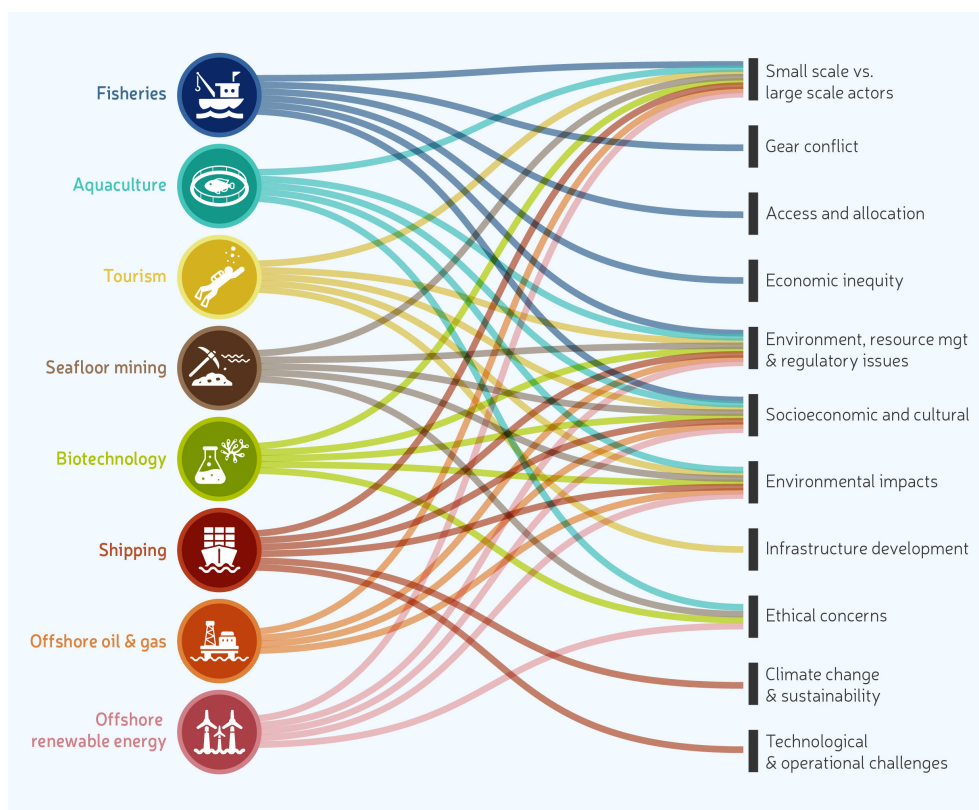 Fisheries
Aquaculture
Tourism
Seafloor mining
Biotechnology
Shipping
Offshore oil & gas
Offshore
renewable energy
Small scale vs.
large scale actors
Gear conflict
Access and allocation
Economic inequity
Environment, resource mgt
& regulatory issues
Socioeconomic and cultural
Environmental impacts
Infrastructure development
Ethical concerns
Climate change
& sustainability
Technological
& operational challenges